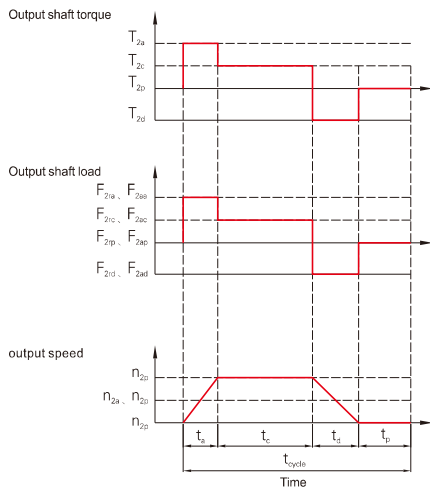 Output shaft torque
T2a
T2c
T2p
T2d
Output shaft load
F2ra、F2ae
F2rc、F2ac
F2rp、F2ap
F2rd、F2ad
output speed
n2p
n2a、n2p
n2p
ta tc td tp
tcycle
Time